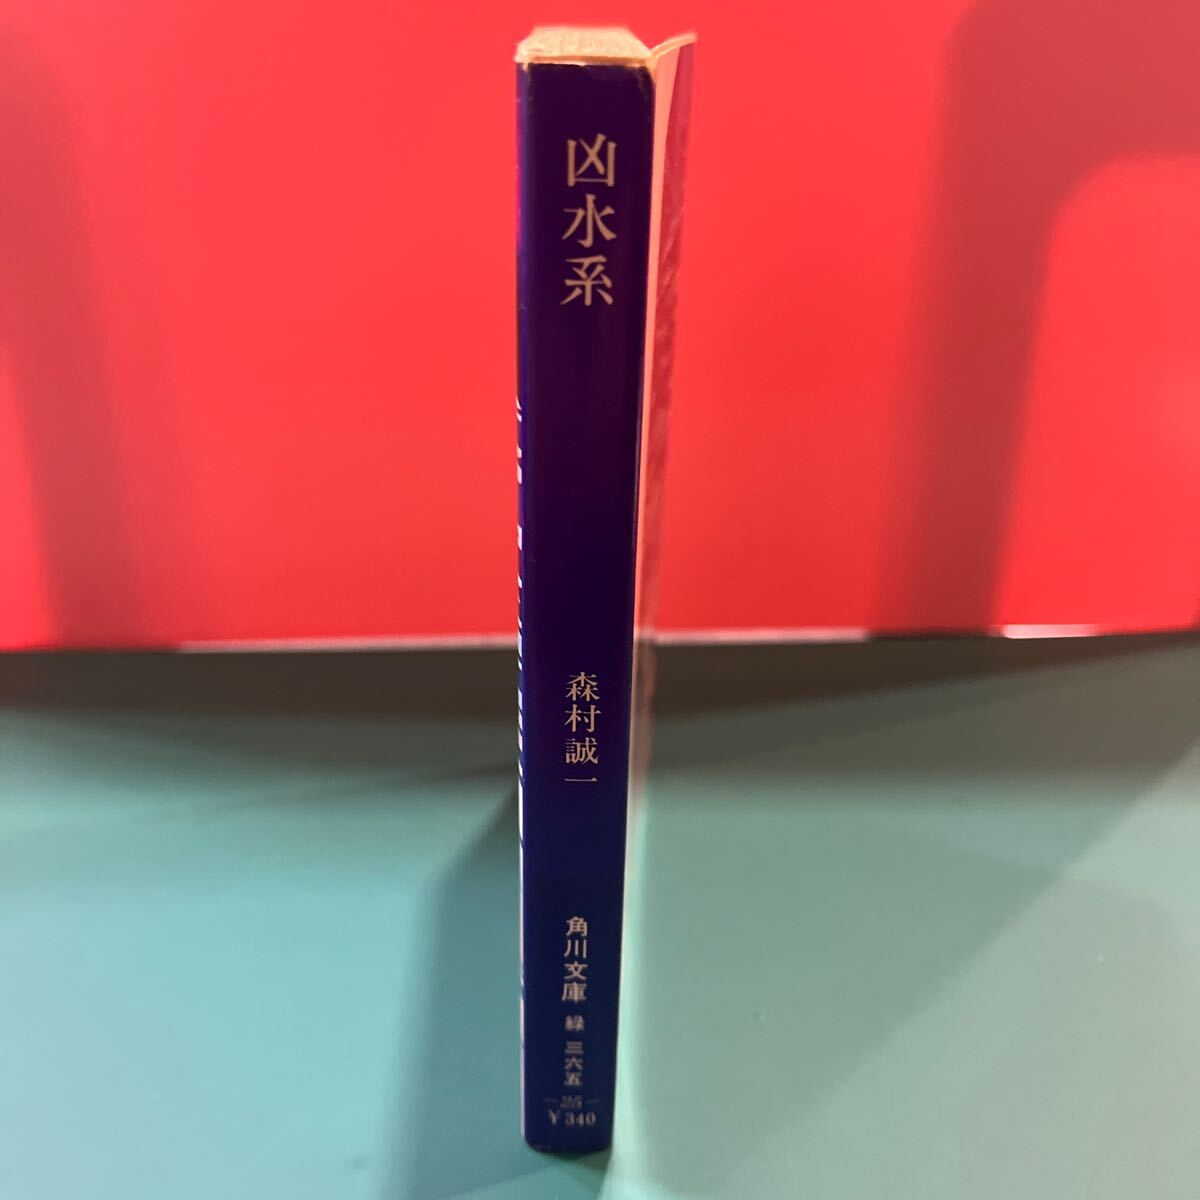 凶水系
森村誠一
角川文庫
緑 三六五
—25—
¥340